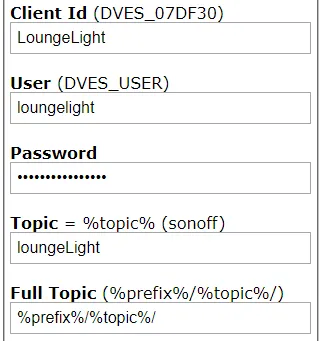 Client Id (DVES_07DF30)
LoungeLight
User (DVES_USER)
loungelight
Password
••••••••••••••••
Topic = %topic% (sonoff)
loungeLight
Full Topic (%prefix%/%topic%/)
%prefix%/%topic%/